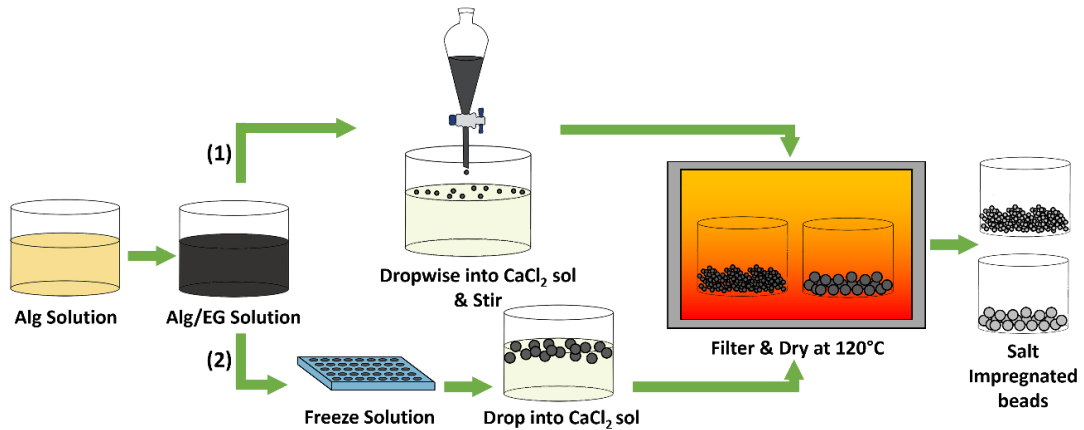 Alg Solution
Alg/EG Solution
(1)
Dropwise into CaCl₂ sol
& Stir
(2)
Freeze Solution
Drop into CaCl₂ sol
Filter & Dry at 120°C
Salt
Impregnated
beads